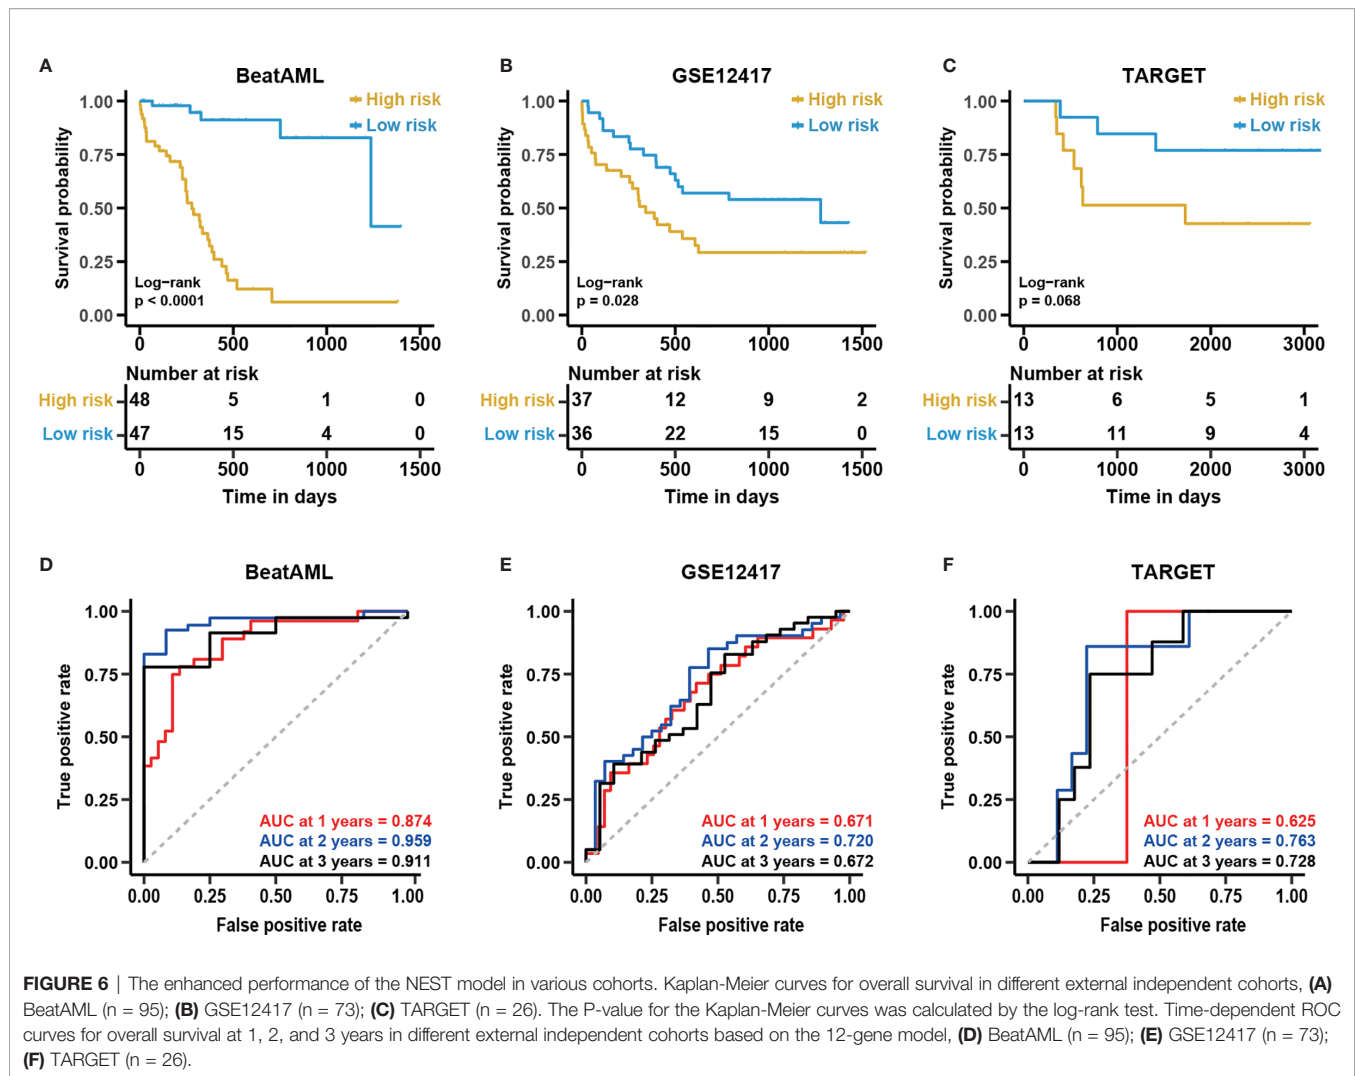 A
BeatAML
High risk
Low risk
Survival probability
1.00
0.75
0.50
0.25
0.00
Log−rank
p < 0.0001
0 500 1000 1500
Number at risk
High risk 48 5 1 0
Low risk 47 15 4 0
0 500 1000 1500
Time in days
B
GSE12417
High risk
Low risk
Survival probability
1.00
0.75
0.50
0.25
0.00
Log−rank
p = 0.028
0 500 1000 1500
Number at risk
High risk 37 12 9 2
Low risk 36 22 15 0
0 500 1000 1500
Time in days
C
TARGET
High risk
Low risk
Survival probability
1.00
0.75
0.50
0.25
0.00
Log−rank
p = 0.068
0 1000 2000 3000
Number at risk
High risk 13 6 5 1
Low risk 13 11 9 4
0 1000 2000 3000
Time in days
D
BeatAML
True positive rate
1.00
0.75
0.50
0.25
0.00
AUC at 1 years = 0.874
AUC at 2 years = 0.959
AUC at 3 years = 0.911
0.00 0.25 0.50 0.75 1.00
False positive rate
E
GSE12417
True positive rate
1.00
0.75
0.50
0.25
0.00
AUC at 1 years = 0.671
AUC at 2 years = 0.720
AUC at 3 years = 0.672
0.00 0.25 0.50 0.75 1.00
False positive rate
F
TARGET
True positive rate
1.00
0.75
0.50
0.25
0.00
AUC at 1 years = 0.625
AUC at 2 years = 0.763
AUC at 3 years = 0.728
0.00 0.25 0.50 0.75 1.00
False positive rate
FIGURE 6 | The enhanced performance of the NEST model in various cohorts. Kaplan-Meier curves for overall survival in different external independent cohorts, (A)
BeatAML (n = 95); (B) GSE12417 (n = 73); (C) TARGET (n = 26). The P-value for the Kaplan-Meier curves was calculated by the log-rank test. Time-dependent ROC
curves for overall survival at 1, 2, and 3 years in different external independent cohorts based on the 12-gene model, (D) BeatAML (n = 95); (E) GSE12417 (n = 73);
(F) TARGET (n = 26).